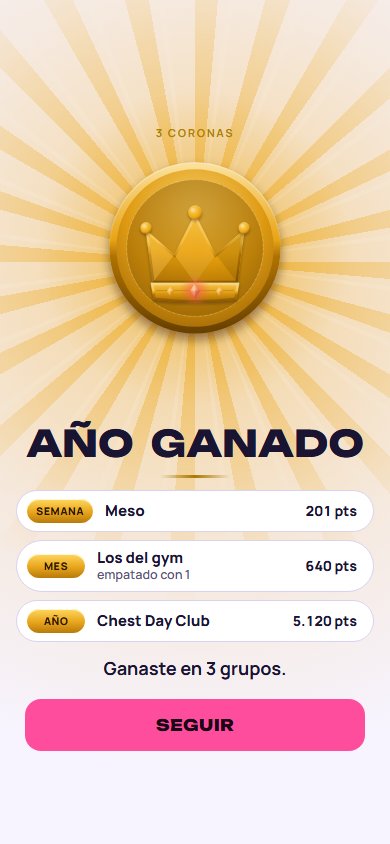 3 CORONAS
AÑO GANADO
SEMANA Meso 201 pts
MES Los del gym 640 pts
empatado con 1
AÑO Chest Day Club 5.120 pts
Ganaste en 3 grupos.
SEGUIR